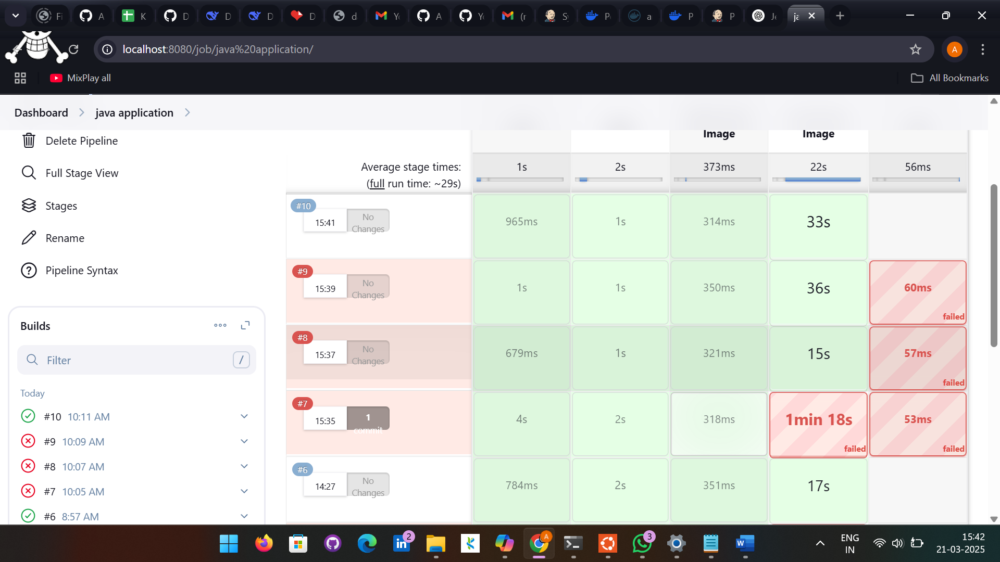 Fi
A
K
D
D
D
D
d
Yo
A
Yo
(r
Sy
P
a
P
P
Je
ja
localhost:8080/job/java%20application/
A
MixPlay all
All Bookmarks
Dashboard
java application
Delete Pipeline
Full Stage View
Stages
Rename
Pipeline Syntax
Builds
Filter
/
Today
#10 10:11 AM
#9 10:09 AM
#8 10:07 AM
#7 10:05 AM
#6 8:57 AM
Image Image
Average stage times:
(full run time: ~29s)
1s 2s 373ms 22s 56ms
#10
15:41
No
Changes
965ms 1s 314ms 33s
#9
15:39
No
Changes
1s 1s 350ms 36s 60ms
failed
#8
15:37
No
Changes
679ms 1s 321ms 15s 57ms
failed
#7
15:35
1
commit
4s 2s 318ms 1min 18s 53ms
failed failed
#6
14:27
No
Changes
784ms 2s 351ms 17s
2
A
3
ENG
IN
15:42
21-03-2025